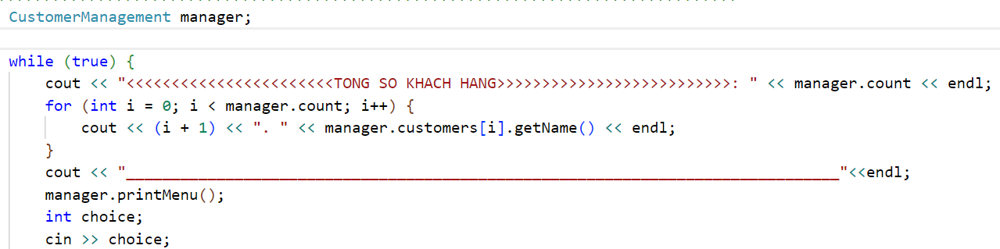 CustomerManagement manager;
while (true) {
cout << "<<<<<<<<<<<<<<<<<<<<<<<TONG SO KHACH HANG>>>>>>>>>>>>>>>>>>>>>>>>>>: " << manager.count << endl;
for (int i = 0; i < manager.count; i++) {
cout << (i + 1) << ". " << manager.customers[i].getName() << endl;
}
cout << "_______________________________________________________________________________"<<endl;
manager.printMenu();
int choice;
cin >> choice;